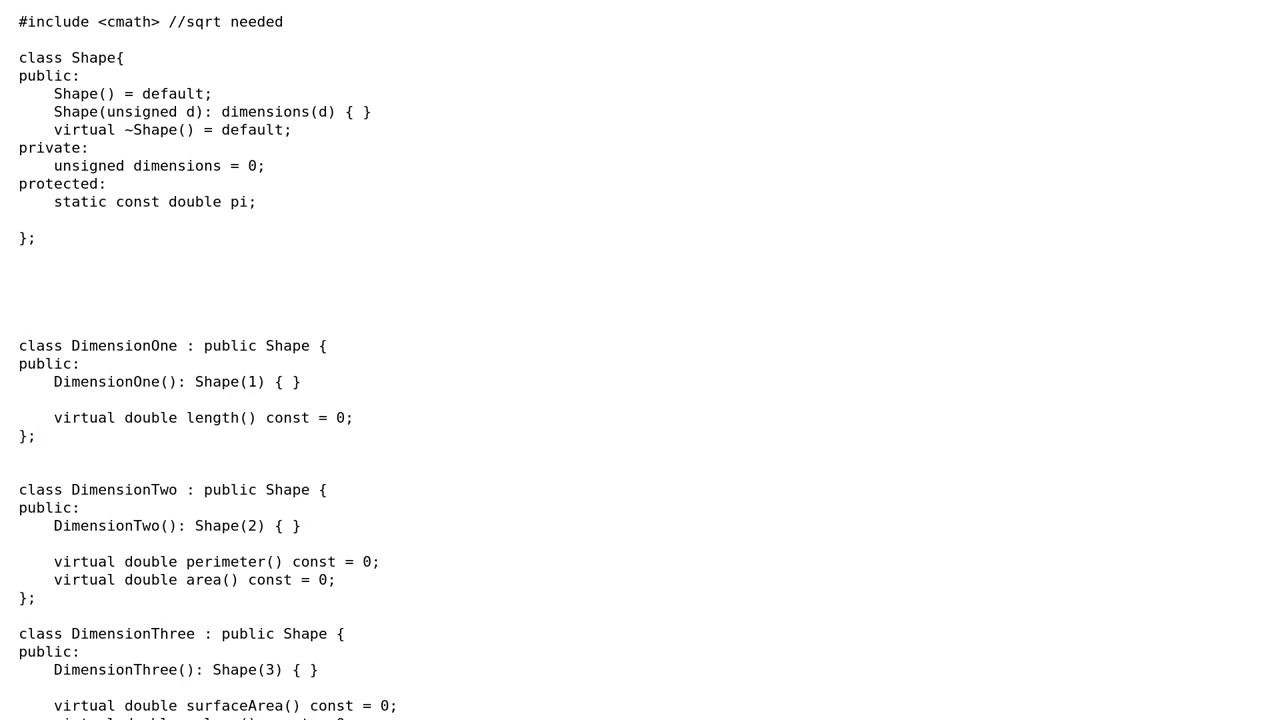 #include <cmath> //sqrt needed
class Shape{
public:
    Shape() = default;
    Shape(unsigned d): dimensions(d) { }
    virtual ~Shape() = default;
private:
    unsigned dimensions = 0;
protected:
    static const double pi;
};
class DimensionOne : public Shape {
public:
    DimensionOne(): Shape(1) { }
    virtual double length() const = 0;
};
class DimensionTwo : public Shape {
public:
    DimensionTwo(): Shape(2) { }
    virtual double perimeter() const = 0;
    virtual double area() const = 0;
};
class DimensionThree : public Shape {
public:
    DimensionThree(): Shape(3) { }
    virtual double surfaceArea() const = 0;